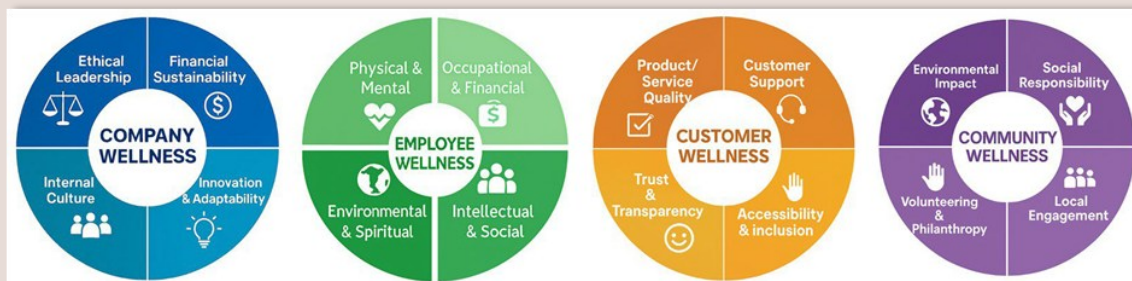 Ethical
Leadership
Financial
Sustainability
COMPANY
WELLNESS
Internal
Culture
Innovation
& Adaptability
Physical &
Mental
Occupational
& Financial
EMPLOYEE
WELLNESS
Environmental
& Spiritual
Intellectual
& Social
Product/
Service
Quality
Customer
Support
CUSTOMER
WELLNESS
Trust
&
Transparency
Accessibility
& inclusion
Environmental
Impact
Social
Responsibility
COMMUNITY
WELLNESS
Volunteering
&
Philanthropy
Local
Engagement